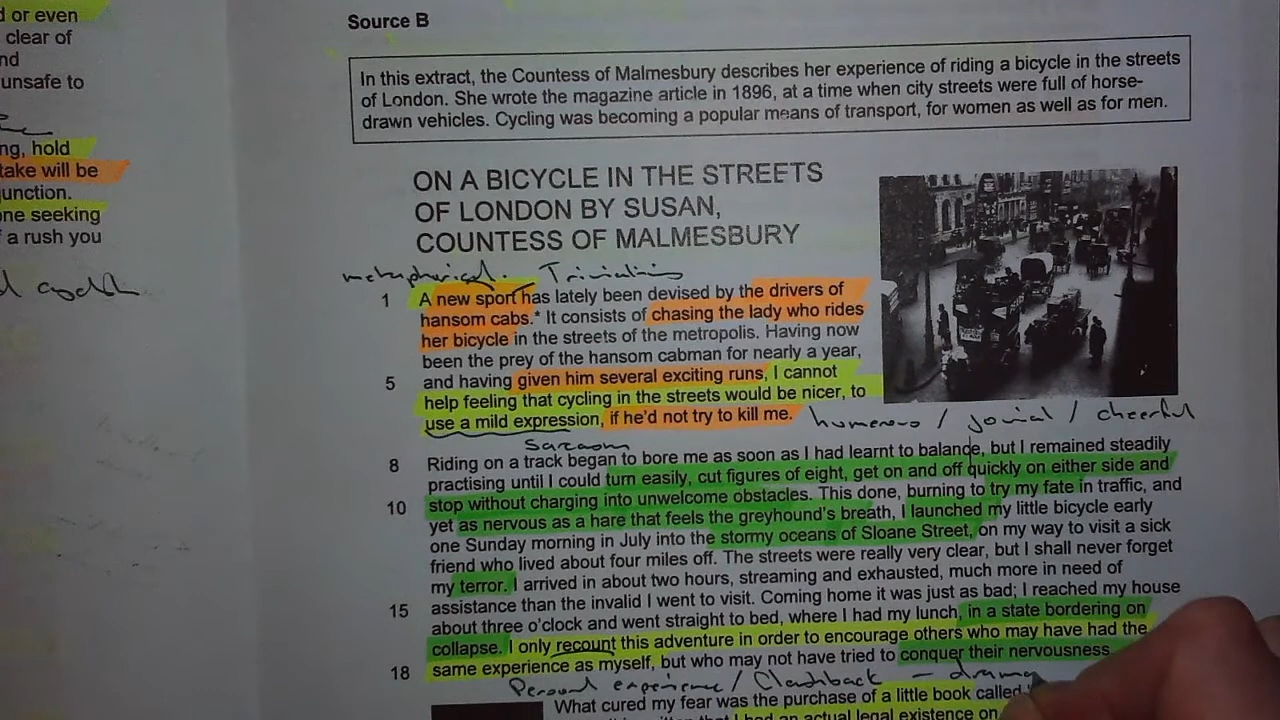 d or even
clear of
nd
unsafe to
ng, hold
take will be
unction.
one seeking
a rush you
Source B
In this extract, the Countess of Malmesbury describes her experience of riding a bicycle in the streets
of London. She wrote the magazine article in 1896, at a time when city streets were full of horse-
drawn vehicles. Cycling was becoming a popular means of transport, for women as well as for men.
ON A BICYCLE IN THE STREETS
OF LONDON BY SUSAN,
COUNTESS OF MALMESBURY
metaphorical. Trivialising
1 A new sport has lately been devised by the drivers of
hansom cabs.* It consists of chasing the lady who rides
her bicycle in the streets of the metropolis. Having now
been the prey of the hansom cabman for nearly a year,
5 and having given him several exciting runs, I cannot
help feeling that cycling in the streets would be nicer, to
use a mild expression, if he'd not try to kill me.
humorous / jovial / cheerful
Sarcasm
8 Riding on a track began to bore me as soon as I had learnt to balance, but I remained steadily
practising until I could turn easily, cut figures of eight, get on and off quickly on either side and
10 stop without charging into unwelcome obstacles. This done, burning to try my fate in traffic, and
yet as nervous as a hare that feels the greyhound's breath, I launched my little bicycle early
one Sunday morning in July into the stormy oceans of Sloane Street, on my way to visit a sick
friend who lived about four miles off. The streets were really very clear, but I shall never forget
my terror. I arrived in about two hours, streaming and exhausted, much more in need of
15 assistance than the invalid I went to visit. Coming home it was just as bad; I reached my house
about three o'clock and went straight to bed, where I had my lunch, in a state bordering on
collapse. I only recount this adventure in order to encourage others who may have had the
18 same experience as myself, but who may not have tried to conquer their nervousness.
Personal experience / flashback – drama
What cured my fear was the purchase of a little book called
I had an actual legal existence on